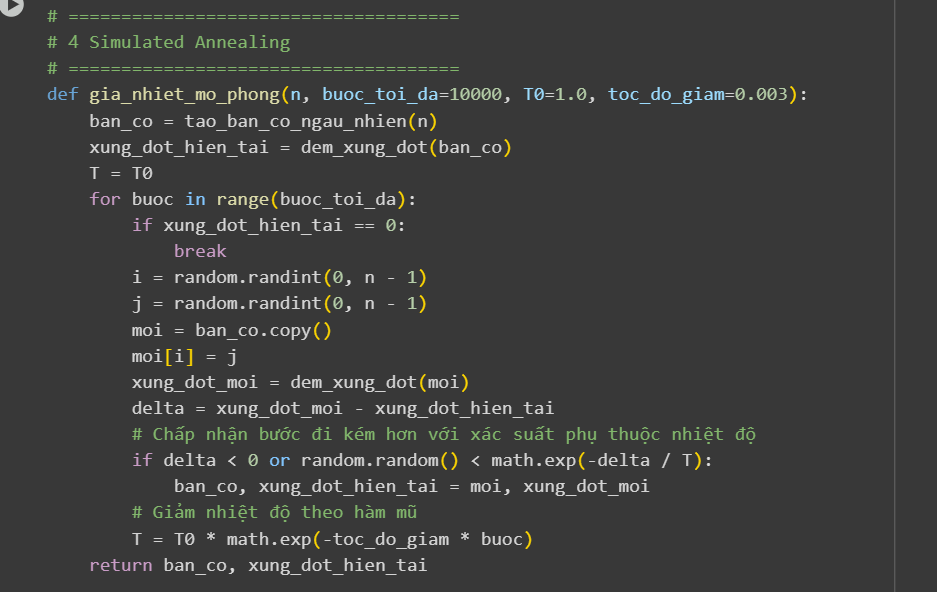 # =====================================
# 4 Simulated Annealing
# =====================================
def gia_nhiet_mo_phong(n, buoc_toi_da=10000, T0=1.0, toc_do_giam=0.003):
    ban_co = tao_ban_co_ngau_nhien(n)
    xung_dot_hien_tai = dem_xung_dot(ban_co)
    T = T0
    for buoc in range(buoc_toi_da):
        if xung_dot_hien_tai == 0:
            break
        i = random.randint(0, n - 1)
        j = random.randint(0, n - 1)
        moi = ban_co.copy()
        moi[i] = j
        xung_dot_moi = dem_xung_dot(moi)
        delta = xung_dot_moi - xung_dot_hien_tai
        # Chấp nhận bước đi kém hơn với xác suất phụ thuộc nhiệt độ
        if delta < 0 or random.random() < math.exp(-delta / T):
            ban_co, xung_dot_hien_tai = moi, xung_dot_moi
        # Giảm nhiệt độ theo hàm mũ
        T = T0 * math.exp(-toc_do_giam * buoc)
    return ban_co, xung_dot_hien_tai